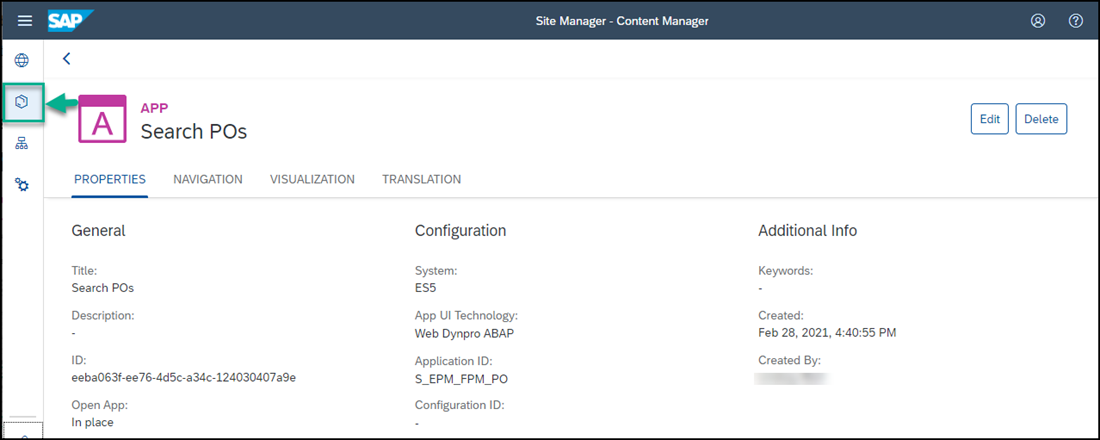 SAP Site Manager - Content Manager
A
APP
Search POs
Edit Delete
PROPERTIES NAVIGATION VISUALIZATION TRANSLATION
General Configuration Additional Info
Title: System: Keywords:
Search POs ES5 -
Description: App UI Technology: Created:
- Web Dynpro ABAP Feb 28, 2021, 4:40:55 PM
ID: Application ID: Created By:
eeba063f-ee76-4d5c-a34c-124030407a9e S_EPM_FPM_PO
Open App: Configuration ID:
In place -